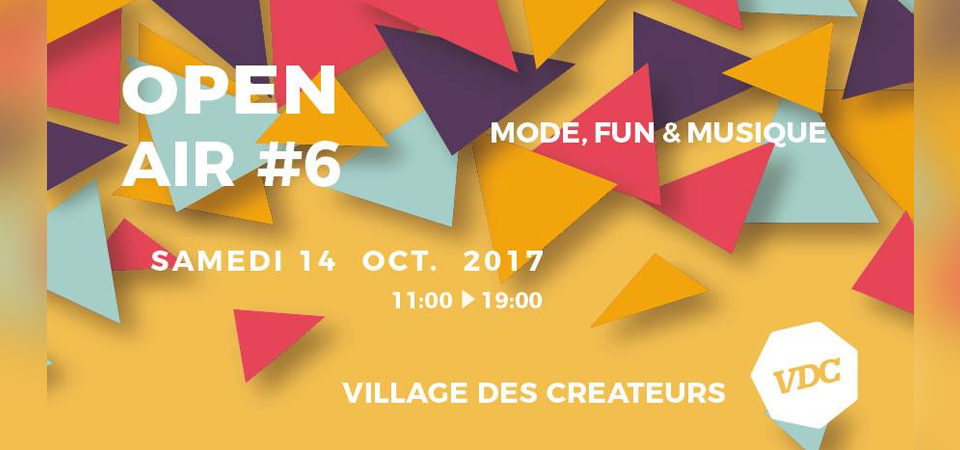 OPEN
AIR #6
MODE, FUN & MUSIQUE
SAMEDI 14 OCT. 2017
11:00 ▶ 19:00
VILLAGE DES CREATEURS
VDC